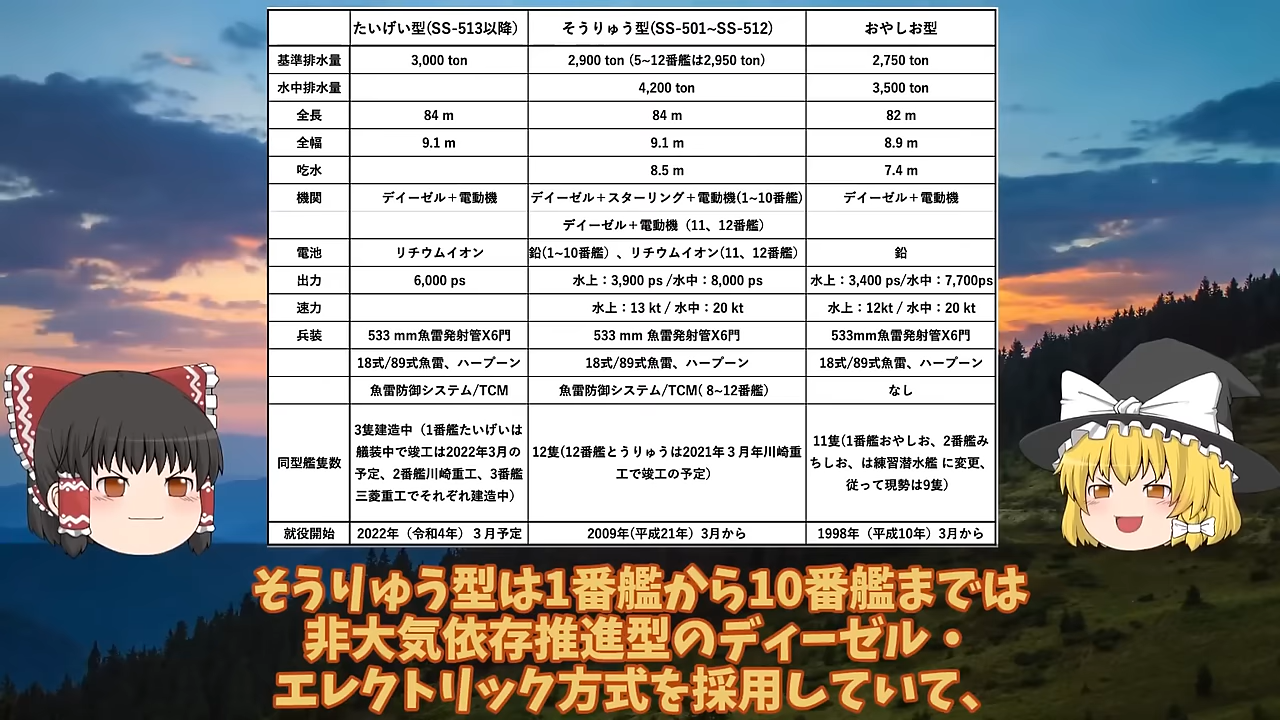 たいげい型(SS-513以降) そうりゅう型(SS-501~SS-512) おやしお型
基準排水量 3,000 ton 2,900 ton (5~12番艦は2,950 ton) 2,750 ton
水中排水量 4,200 ton 3,500 ton
全長 84 m 84 m 82 m
全幅 9.1 m 9.1 m 8.9 m
吃水 8.5 m 7.4 m
機関 デイーゼル＋電動機 デイーゼル＋スターリング＋電動機(1~10番艦) デイーゼル＋電動機
デイーゼル＋電動機（11、12番艦）
電池 リチウムイオン 鉛(1~10番艦）、リチウムイオン(11、12番艦） 鉛
出力 6,000 ps 水上：3,900 ps /水中：8,000 ps 水上：3,400 ps/水中：7,700ps
速力 水上：13 kt / 水中：20 kt 水上：12kt / 水中：20 kt
兵装 533 mm魚雷発射管X6門 533 mm 魚雷発射管X6門 533mm魚雷発射管X6門
18式/89式魚雷、ハープーン 18式/89式魚雷、ハープーン 18式/89式魚雷、ハープーン
魚雷防御システム/TCM 魚雷防御システム/TCM( 8~12番艦） なし
同型艦隻数
3隻建造中（1番艦たいげいは
艤装中で竣工は2022年3月の
予定、2番艦川崎重工、3番艦
三菱重工でそれぞれ建造中）
12隻(12番艦とうりゅうは2021年３月年川崎重
工で竣工の予定）
11隻(1番艦おやしお、2番艦み
ちしお、は練習潜水艦 に変更、
従って現勢は9隻）
就役開始 2022年（令和4年）３月予定 2009年(平成21年）3月から 1998年（平成10年）3月から
そうりゅう型は1番艦から10番艦までは
非大気依存推進型のディーゼル・
エレクトリック方式を採用していて、